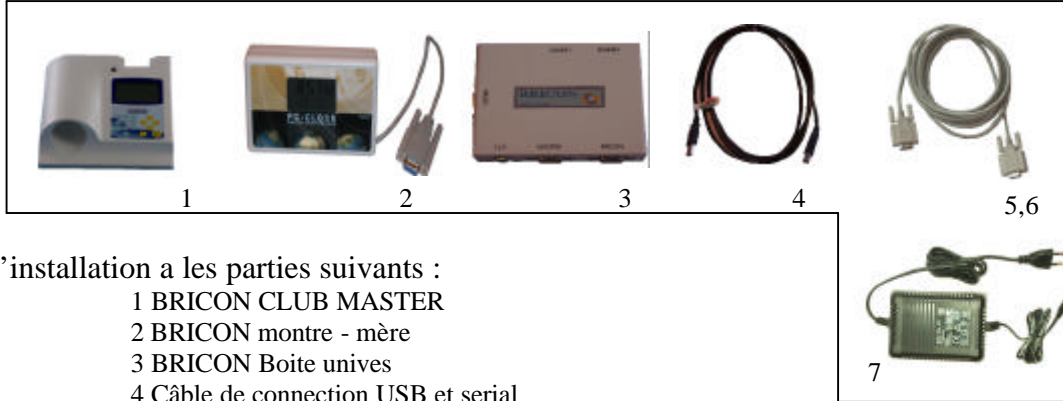 BRICON
1
2
3
4
5,6
'installation a les parties suivants :
1 BRICON CLUB MASTER
2 BRICON montre - mère
3 BRICON Boite unives
4 Câble de connection USB et serial
7